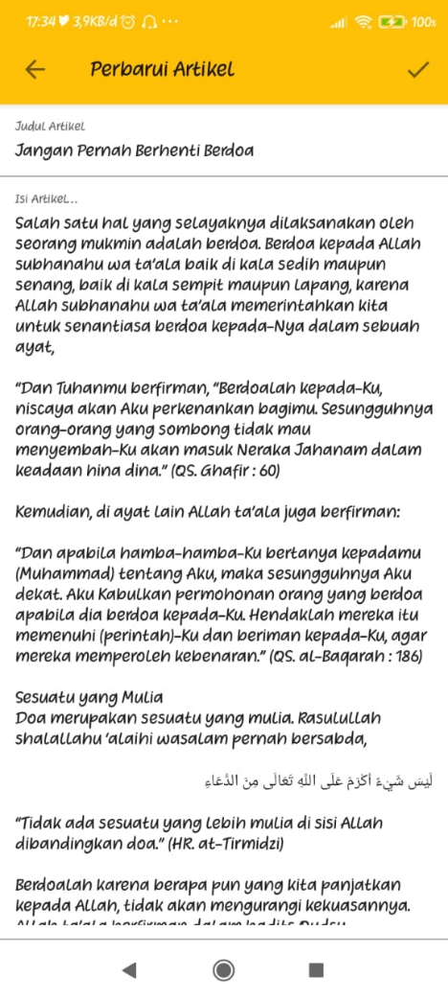 17:34 3,9KB/d 100%
Perbarui Artikel
Judul Artikel
Jangan Pernah Berhenti Berdoa
Isi Artikel...
Salah satu hal yang selayaknya dilaksanakan oleh
seorang mukmin adalah berdoa. Berdoa kepada Allah
subhanahu wa ta'ala baik di kala sedih maupun
senang, baik di kala sempit maupun lapang, karena
Allah subhanahu wa ta'ala memerintahkan kita
untuk senantiasa berdoa kepada-Nya dalam sebuah
ayat,
"Dan Tuhanmu berfirman, "Berdoalah kepada-Ku,
niscaya akan Aku perkenankan bagimu. Sesungguhnya
orang-orang yang sombong tidak mau
menyembah-Ku akan masuk Neraka Jahanam dalam
keadaan hina dina." (QS. Ghafir : 60)
Kemudian, di ayat lain Allah ta'ala juga berfirman:
"Dan apabila hamba-hamba-Ku bertanya kepadamu
(Muhammad) tentang Aku, maka sesungguhnya Aku
dekat. Aku Kabulkan permohonan orang yang berdoa
apabila dia berdoa kepada-Ku. Hendaklah mereka itu
memenuhi (perintah)-Ku dan beriman kepada-Ku, agar
mereka memperoleh kebenaran." (QS. al-Baqarah : 186)
Sesuatu yang Mulia
Doa merupakan sesuatu yang mulia. Rasulullah
shalallahu 'alaihi wasalam pernah bersabda,
لَيْسَ شَيْءٌ أَكْرَمَ عَلَى اللَّهِ تَعَالَى مِنَ الدُّعَاءِ
"Tidak ada sesuatu yang lebih mulia di sisi Allah
dibandingkan doa." (HR. at-Tirmidzi)
Berdoalah karena berapa pun yang kita panjatkan
kepada Allah, tidak akan mengurangi kekuasannya.
Allah ta'ala berfirman dalam hadits Qudsu